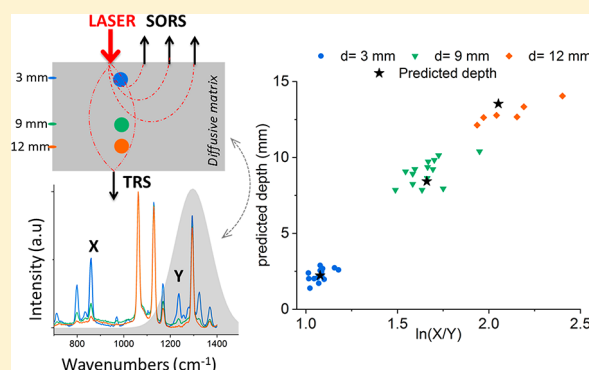 LASER SORS
3 mm
9 mm
12 mm
Diffusive matrix
TRS
X
Y
Intensity (a.u)
800 1000 1200 1400
Wavenumbers (cm-1)
d= 3 mm d= 9 mm d= 12 mm
Predicted depth
predicted depth (mm)
15
10
5
0
1.0 1.5 2.0 2.5
ln(X/Y)